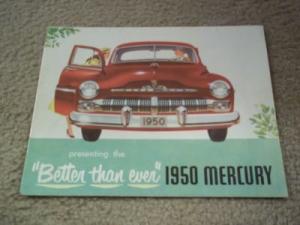 1950
presenting the
"Better than ever" 1950 MERCURY